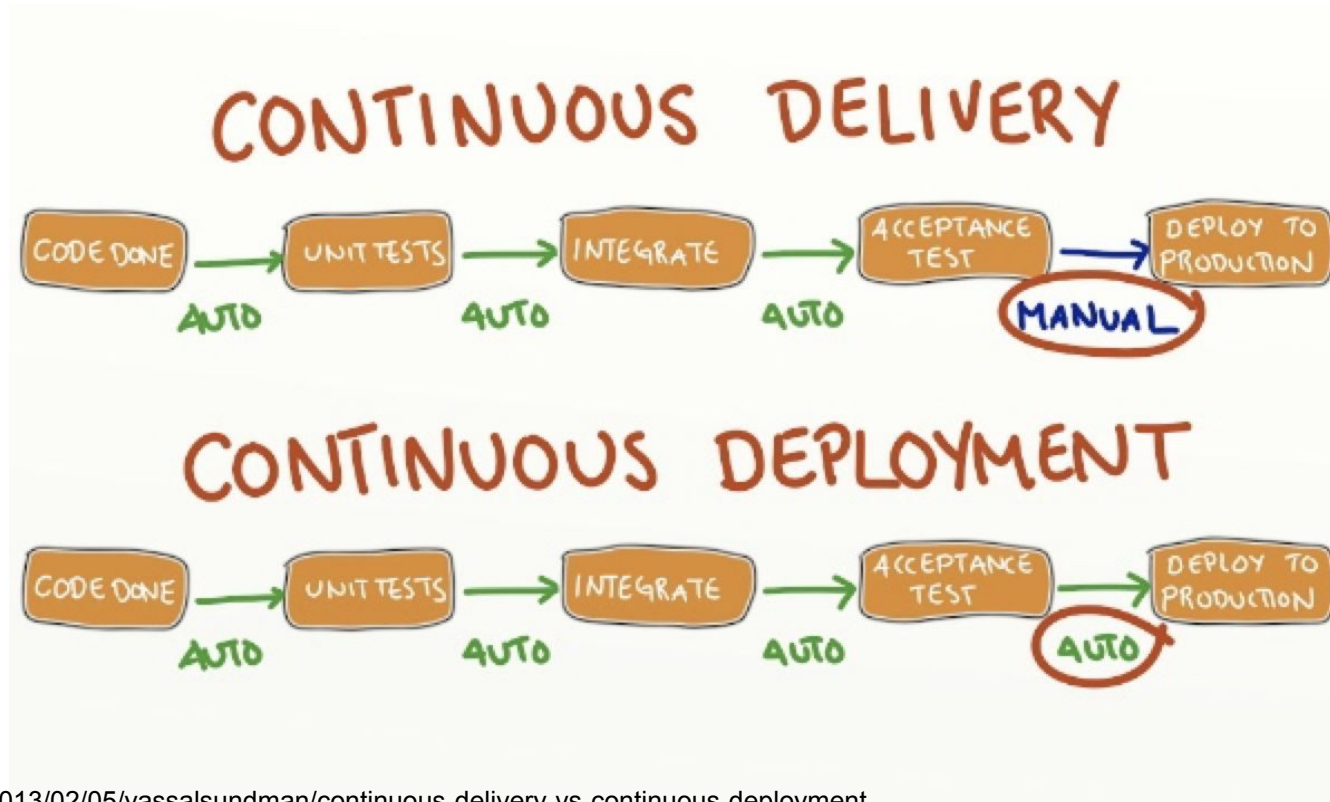 CONTINUOUS DELIVERY
CODE DONE
UNIT TESTS
INTEGRATE
ACCEPTANCE
TEST
DEPLOY TO
PRODUCTION
AUTO
AUTO
AUTO
MANUAL
CONTINUOUS DEPLOYMENT
CODE DONE
UNIT TESTS
INTEGRATE
ACCEPTANCE
TEST
DEPLOY TO
PRODUCTION
AUTO
AUTO
AUTO
AUTO
013/02/05/yassalsundman/continuous-delivery-vs-continuous-deployment